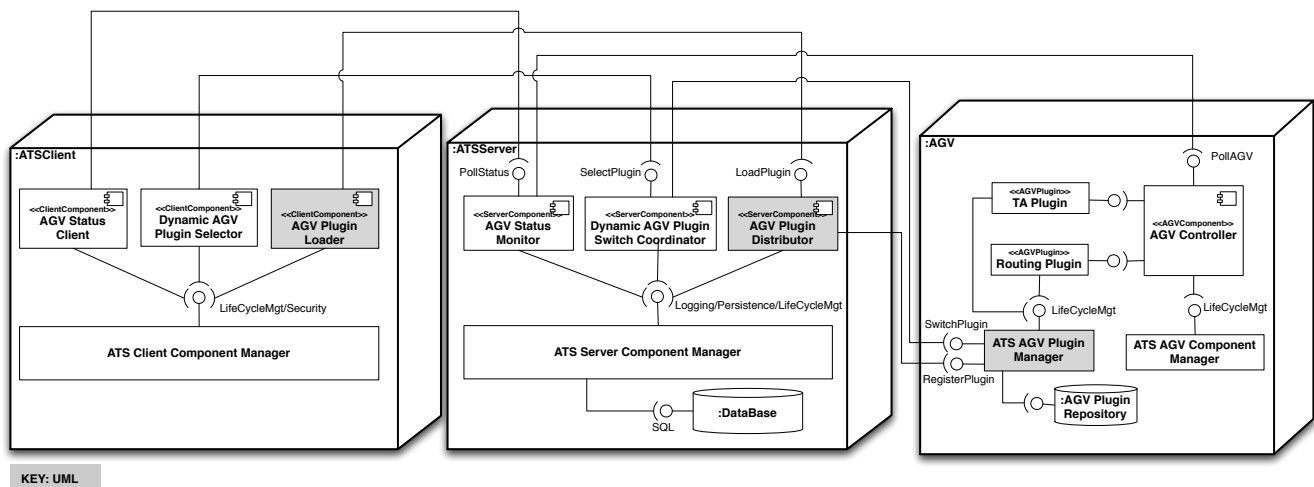 :ATSClient
<<ClientComponent>>
AGV Status
Client
<<ClientComponent>>
Dynamic AGV
Plugin Selector
<<ClientComponent>>
AGV Plugin
Loader
LifeCycleMgt/Security
ATS Client Component Manager
:ATSServer
PollStatus
SelectPlugin
LoadPlugin
<<ServerComponent>>
AGV Status
Monitor
<<ServerComponent>>
Dynamic AGV Plugin
Switch Coordinator
<<ServerComponent>>
AGV Plugin
Distributor
Logging/Persistence/LifeCycleMgt
ATS Server Component Manager
SQL
:DataBase
:AGV
PollAGV
<<AGVPlugin>>
TA Plugin
<<AGVComponent>>
AGV Controller
<<AGVPlugin>>
Routing Plugin
LifeCycleMgt
LifeCycleMgt
SwitchPlugin
RegisterPlugin
ATS AGV Plugin
Manager
ATS AGV Component
Manager
:AGV Plugin
Repository
KEY: UML